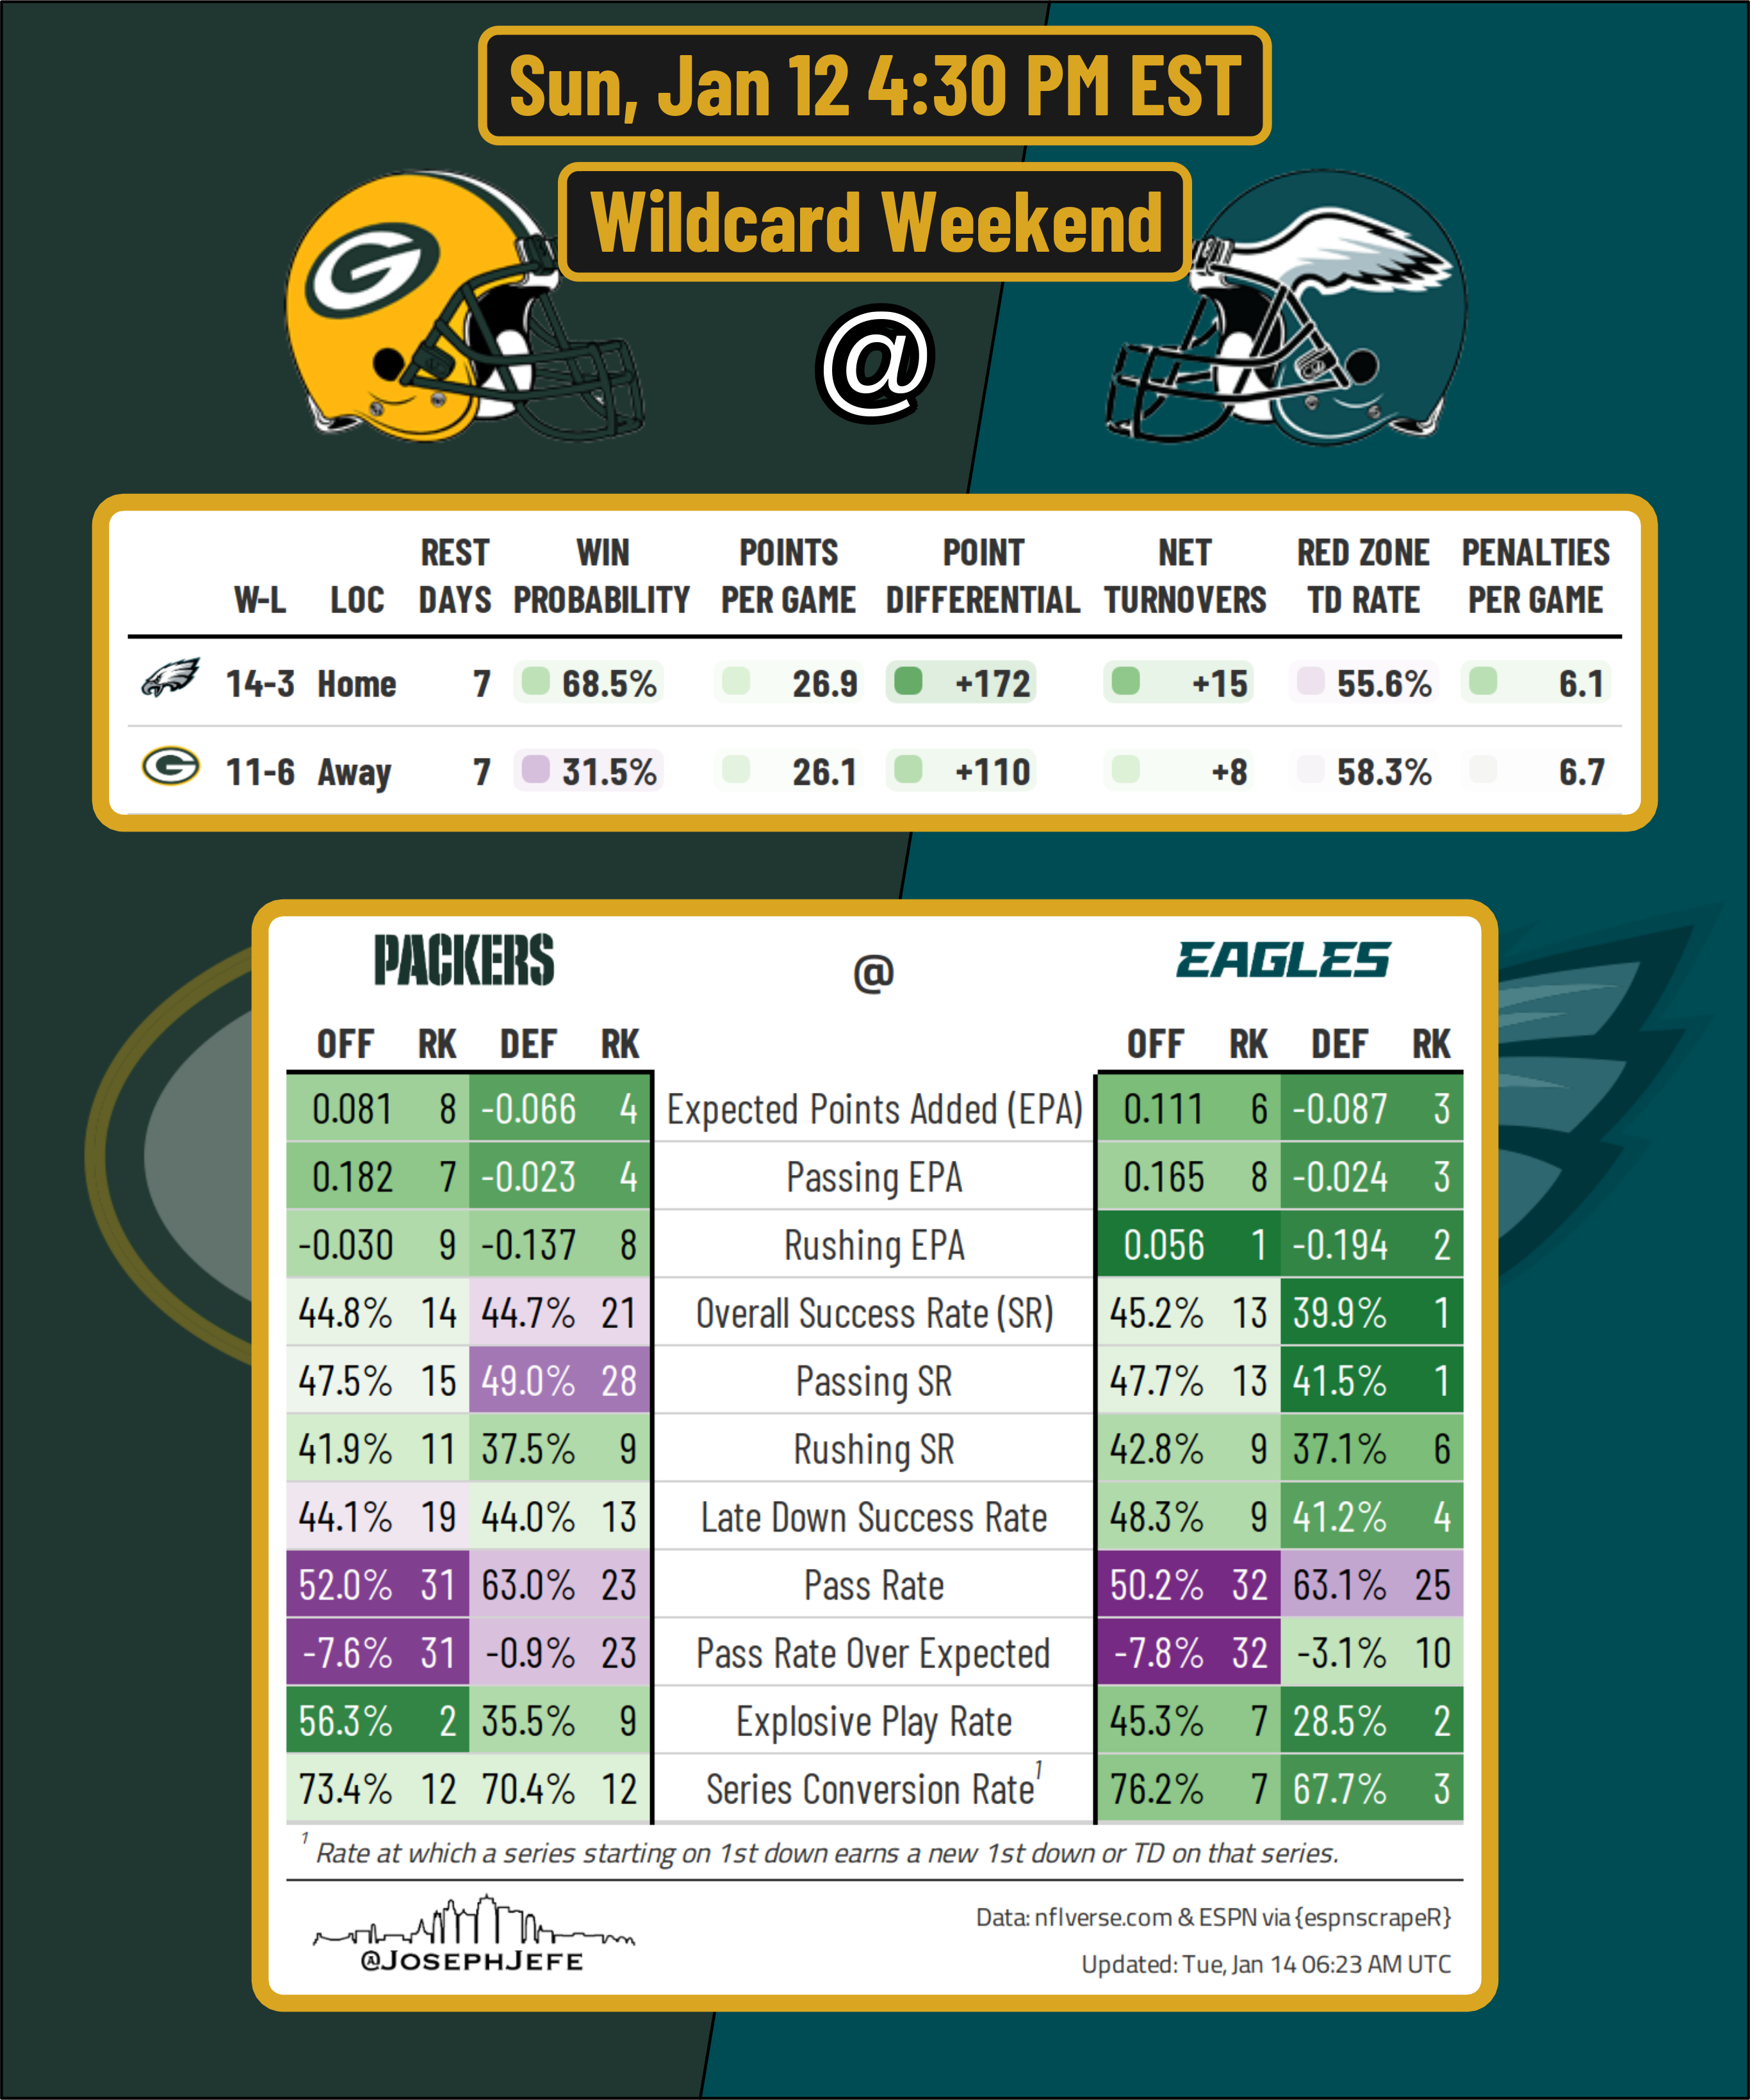 Sun, Jan 12 4:30 PM EST
Wildcard Weekend
G
@
W-L LOC REST DAYS WIN PROBABILITY POINTS PER GAME POINT DIFFERENTIAL NET TURNOVERS RED ZONE TD RATE PENALTIES PER GAME
14-3 Home 7 68.5% 26.9 +172 +15 55.6% 6.1
G 11-6 Away 7 31.5% 26.1 +110 +8 58.3% 6.7
PACKERS @ EAGLES
OFF RK DEF RK OFF RK DEF RK
0.081 8 -0.066 4 Expected Points Added (EPA) 0.111 6 -0.087 3
0.182 7 -0.023 4 Passing EPA 0.165 8 -0.024 3
-0.030 9 -0.137 8 Rushing EPA 0.056 1 -0.194 2
44.8% 14 44.7% 21 Overall Success Rate (SR) 45.2% 13 39.9% 1
47.5% 15 49.0% 28 Passing SR 47.7% 13 41.5% 1
41.9% 11 37.5% 9 Rushing SR 42.8% 9 37.1% 6
44.1% 19 44.0% 13 Late Down Success Rate 48.3% 9 41.2% 4
52.0% 31 63.0% 23 Pass Rate 50.2% 32 63.1% 25
-7.6% 31 -0.9% 23 Pass Rate Over Expected -7.8% 32 -3.1% 10
56.3% 2 35.5% 9 Explosive Play Rate 45.3% 7 28.5% 2
73.4% 12 70.4% 12 Series Conversion Rate¹ 76.2% 7 67.7% 3
¹ Rate at which a series starting on 1st down earns a new 1st down or TD on that series.
@JOSEPHJEFE
Data: nflverse.com & ESPN via {espnscrapeR}
Updated: Tue, Jan 14 06:23 AM UTC